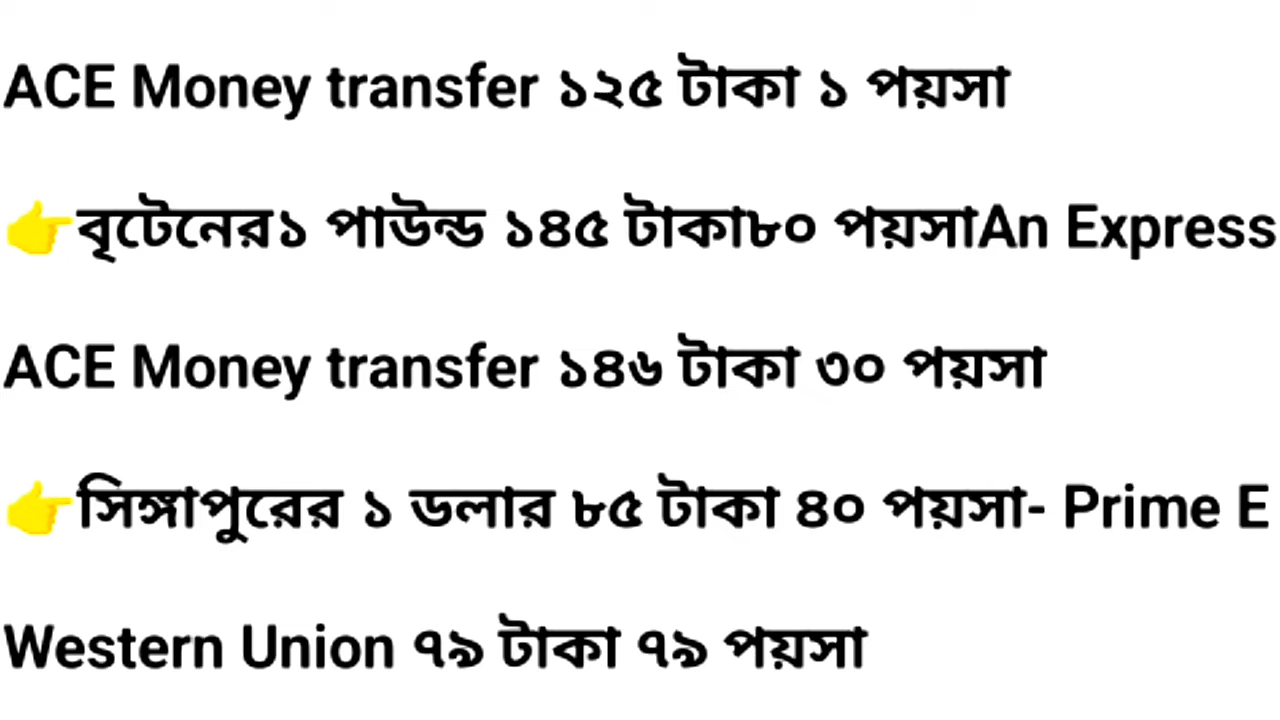 ACE Money transfer ১২৫ টাকা ১ পয়সা
👉বৃটেনের১ পাউন্ড ১৪৫ টাকা৮০ পয়সাAn Express
ACE Money transfer ১৪৬ টাকা ৩০ পয়সা
👉সিঙ্গাপুরের ১ ডলার ৮৫ টাকা ৪০ পয়সা- Prime E
Western Union ৭৯ টাকা ৭৯ পয়সা